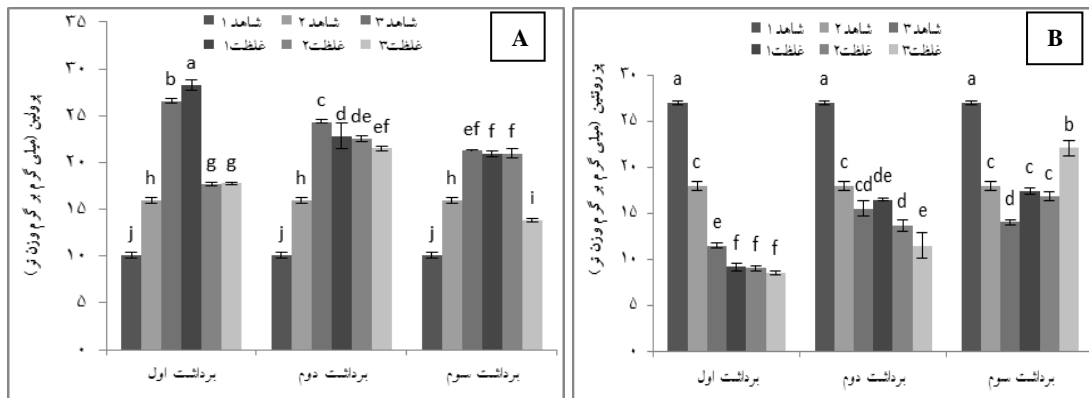 شاهد ۱ شاهد ۲ شاهد ۳
غلظت۱ غلظت۲ غلظت۳
A
پرولین (میلی گرم بر گرم وزن تر)
۳۵
۳۰
۲۵
۲۰
۱۵
۱۰
۵
۰
j h b a g g
j h c d de ef
j h ef f f i
برداشت اول برداشت دوم برداشت سوم
شاهد ۱ شاهد ۲ شاهد ۳
غلظت۱ غلظت۲ غلظت۳
B
(میلی گرم بر گرم وزن تر)
۳۰
۲۵
۲۰
۱۵
۱۰
۵
۰
a c e f f f
a c cd de d e
a c d c c b
برداشت اول برداشت دوم برداشت سوم